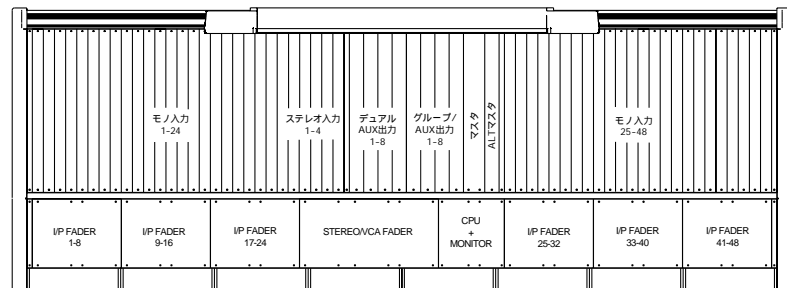 モノ入力
1-24
ステレオ入力
1-4
デュアル
AUX出力
1-8
グループ/
AUX出力
1-8
マスタ
ALTマスタ
モノ入力
25-48
I/P FADER
1-8
I/P FADER
9-16
I/P FADER
17-24
STEREO/VCA FADER
CPU
+
MONITOR
I/P FADER
25-32
I/P FADER
33-40
I/P FADER
41-48